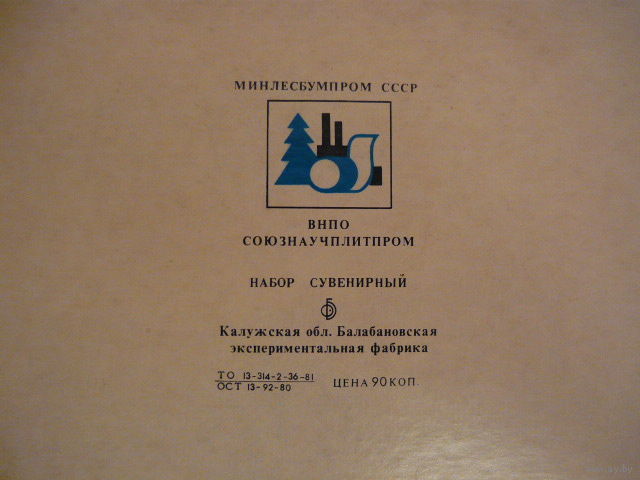 МИНЛЕСБУМПРОМ СССР
ВНПО
СОЮЗНАУЧПЛИТПРОМ
НАБОР СУВЕНИРНЫЙ
Калужская обл. Балабановская
экспериментальная фабрика
ТО 13-314-2-36-81
ОСТ 13-92-80
ЦЕНА 90 КОП.